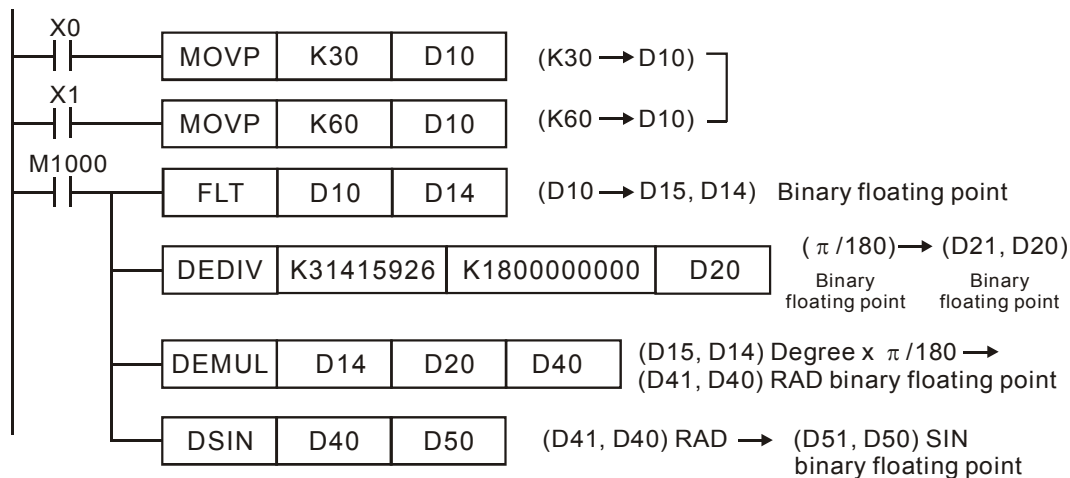 X0
MOVP K30 D10 (K30 → D10)
X1
MOVP K60 D10 (K60 → D10)
M1000
FLT D10 D14 (D10 → D15, D14) Binary floating point
DEDIV K31415926 K1800000000 D20 (π/180) → (D21, D20)
Binary floating point Binary floating point
DEMUL D14 D20 D40 (D15, D14) Degree x π/180 →
(D41, D40) RAD binary floating point
DSIN D40 D50 (D41, D40) RAD → (D51, D50) SIN
binary floating point